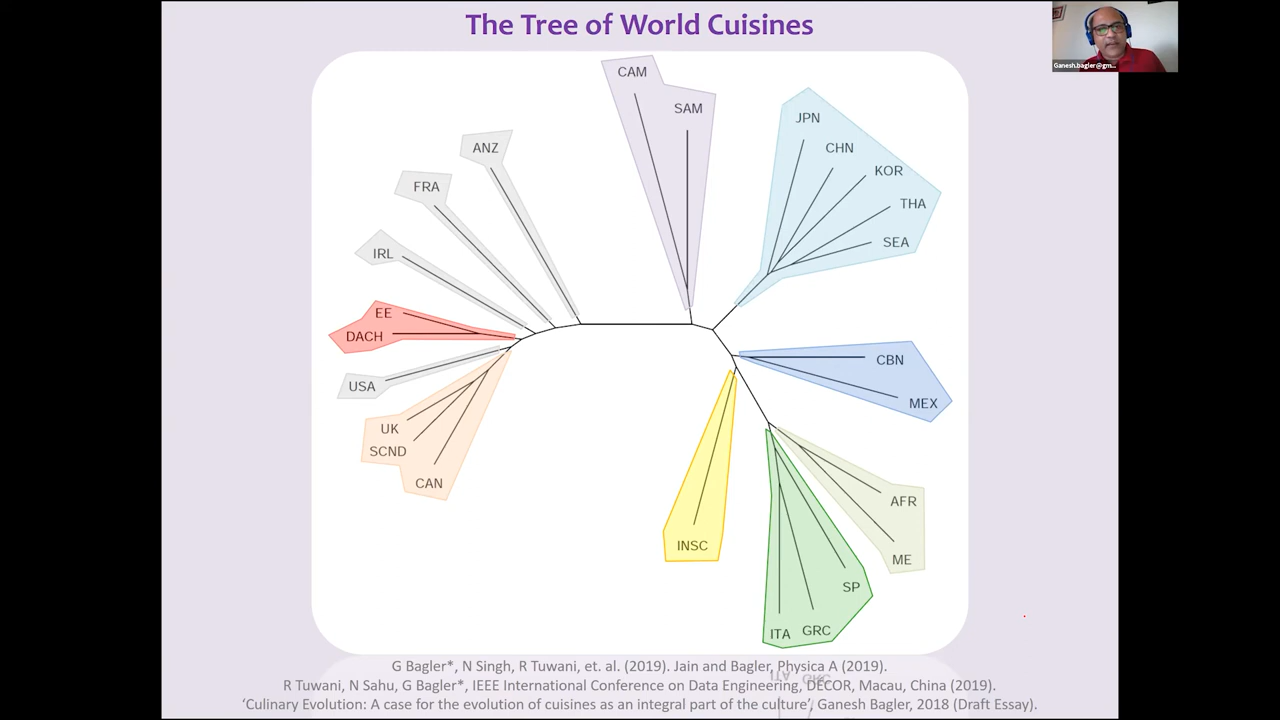 The Tree of World Cuisines
Ganesh.bagler@gm...
CAM
SAM
JPN
CHN
KOR
THA
SEA
ANZ
FRA
IRL
EE
DACH
USA
UK
SCND
CAN
CBN
MEX
AFR
ME
SP
GRC
ITA
INSC
G Bagler*, N Singh, R Tuwani, et. al. (2019). Jain and Bagler, Physica A (2019).
R Tuwani, N Sahu, G Bagler*, IEEE International Conference on Data Engineering, DECOR, Macau, China (2019).
‘Culinary Evolution: A case for the evolution of cuisines as an integral part of the culture’, Ganesh Bagler, 2018 (Draft Essay).